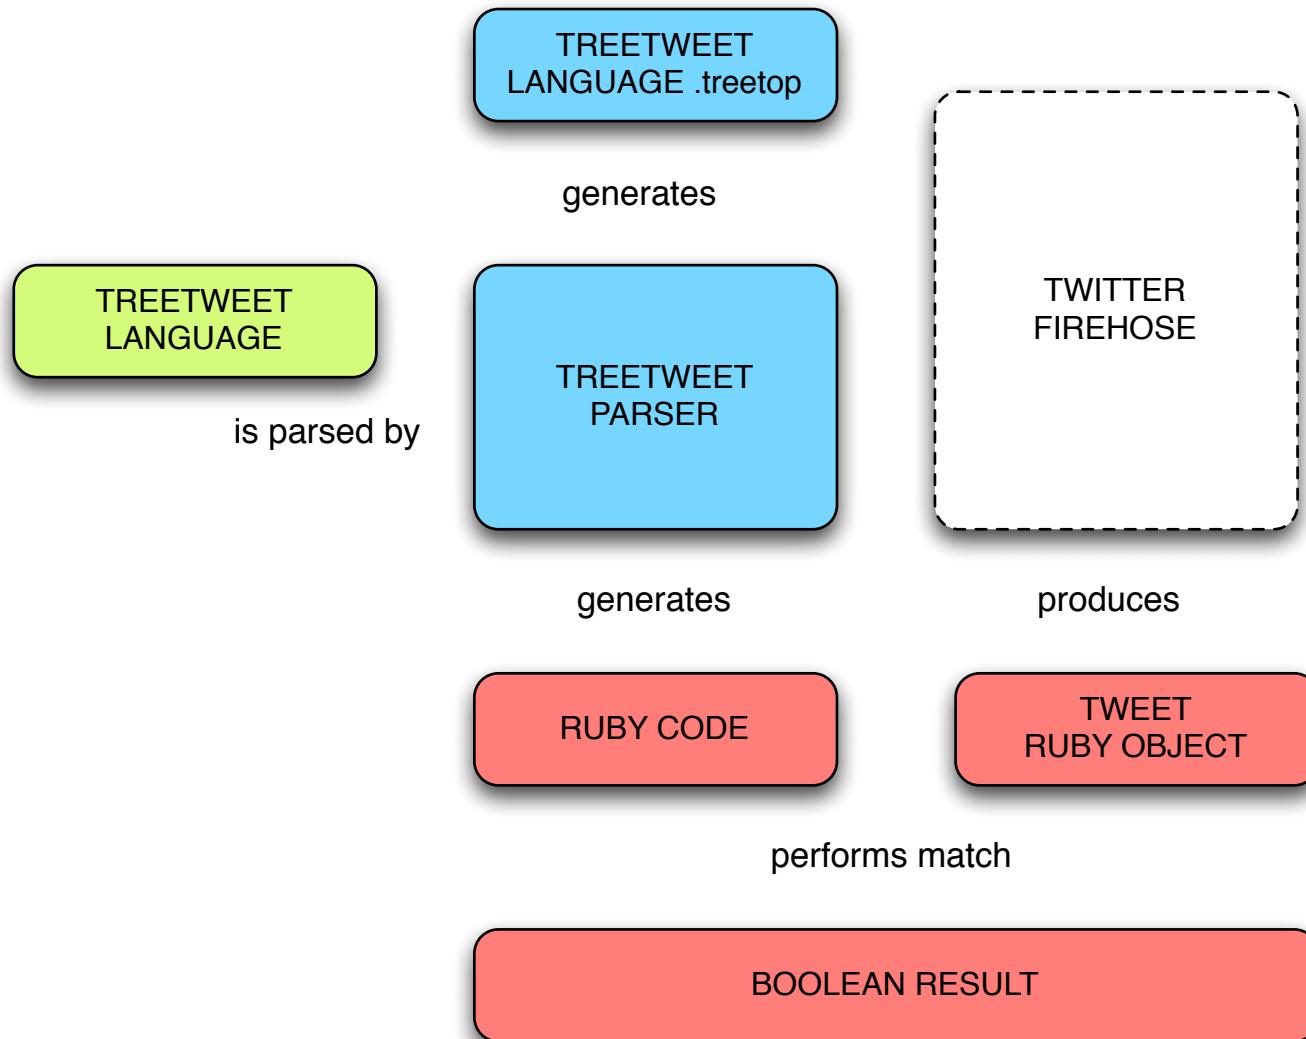 TREETWEET
LANGUAGE .treetop
generates
TREETWEET
LANGUAGE
is parsed by
TREETWEET
PARSER
TWITTER
FIREHOSE
generates
produces
RUBY CODE
TWEET
RUBY OBJECT
performs match
BOOLEAN RESULT